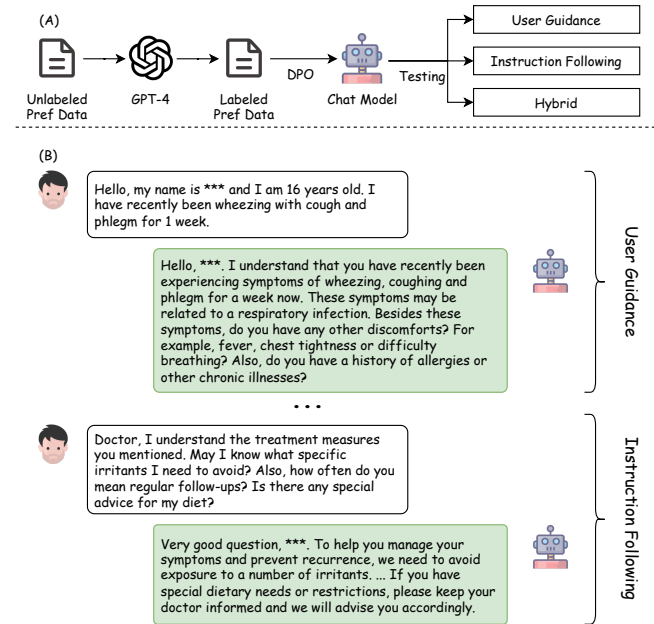 (A)
User Guidance
Instruction Following
Hybrid
DPO
Testing
Unlabeled
Pref Data
GPT-4
Labeled
Pref Data
Chat Model
(B)
Hello, my name is *** and I am 16 years old. I
have recently been wheezing with cough and
phlegm for 1 week.
Hello, ***. I understand that you have recently been
experiencing symptoms of wheezing, coughing and
phlegm for a week now. These symptoms may be
related to a respiratory infection. Besides these
symptoms, do you have any other discomforts? For
example, fever, chest tightness or difficulty
breathing? Also, do you have a history of allergies or
other chronic illnesses?
User Guidance
...
Doctor, I understand the treatment measures
you mentioned. May I know what specific
irritants I need to avoid? Also, how often do you
mean regular follow-ups? Is there any special
advice for my diet?
Very good question, ***. To help you manage your
symptoms and prevent recurrence, we need to avoid
exposure to a number of irritants. ... If you have
special dietary needs or restrictions, please keep your
doctor informed and we will advise you accordingly.
Instruction Following